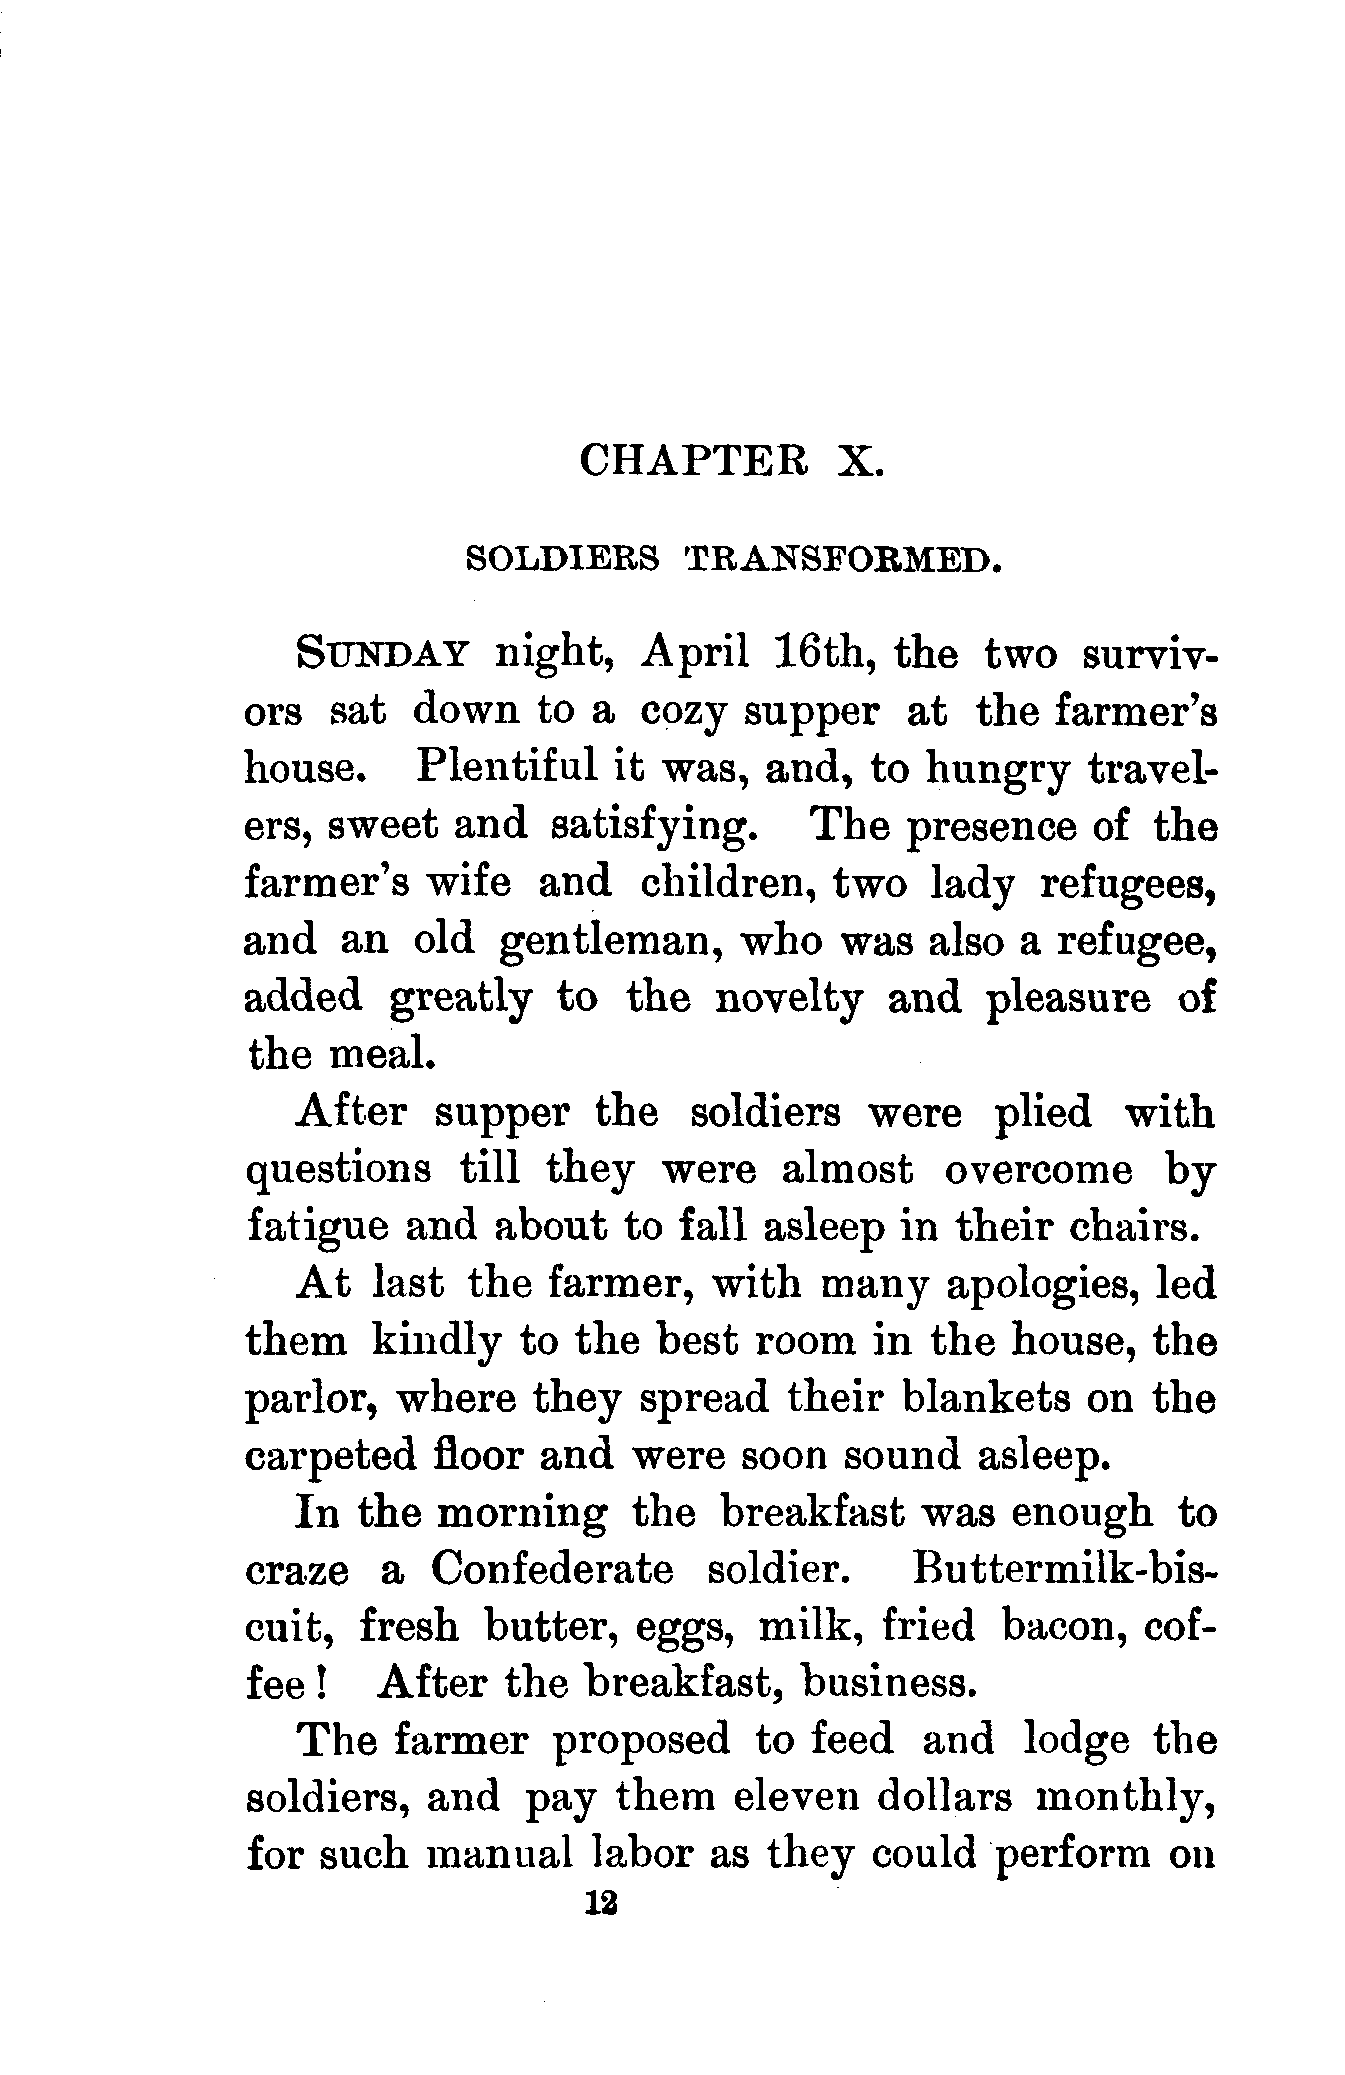 CHAPTER X.
SOLDIERS TRANSFORMED.
SUNDAY night, April 16th, the two surviv-
ors sat down to a cozy supper at the farmer's
house. Plentiful it was, and, to hungry travel-
ers, sweet and satisfying. The presence of the
farmer's wife and children, two lady refugees,
and an old gentleman, who was also a refugee,
added greatly to the novelty and pleasure of
the meal.
After supper the soldiers were plied with
questions till they were almost overcome by
fatigue and about to fall asleep in their chairs.
At last the farmer, with many apologies, led
them kindly to the best room in the house, the
parlor, where they spread their blankets on the
carpeted floor and were soon sound asleep.
In the morning the breakfast was enough to
craze a Confederate soldier. Buttermilk-bis-
cuit, fresh butter, eggs, milk, fried bacon, cof-
fee! After the breakfast, business.
The farmer proposed to feed and lodge the
soldiers, and pay them eleven dollars monthly,
for such manual labor as they could perform on
12